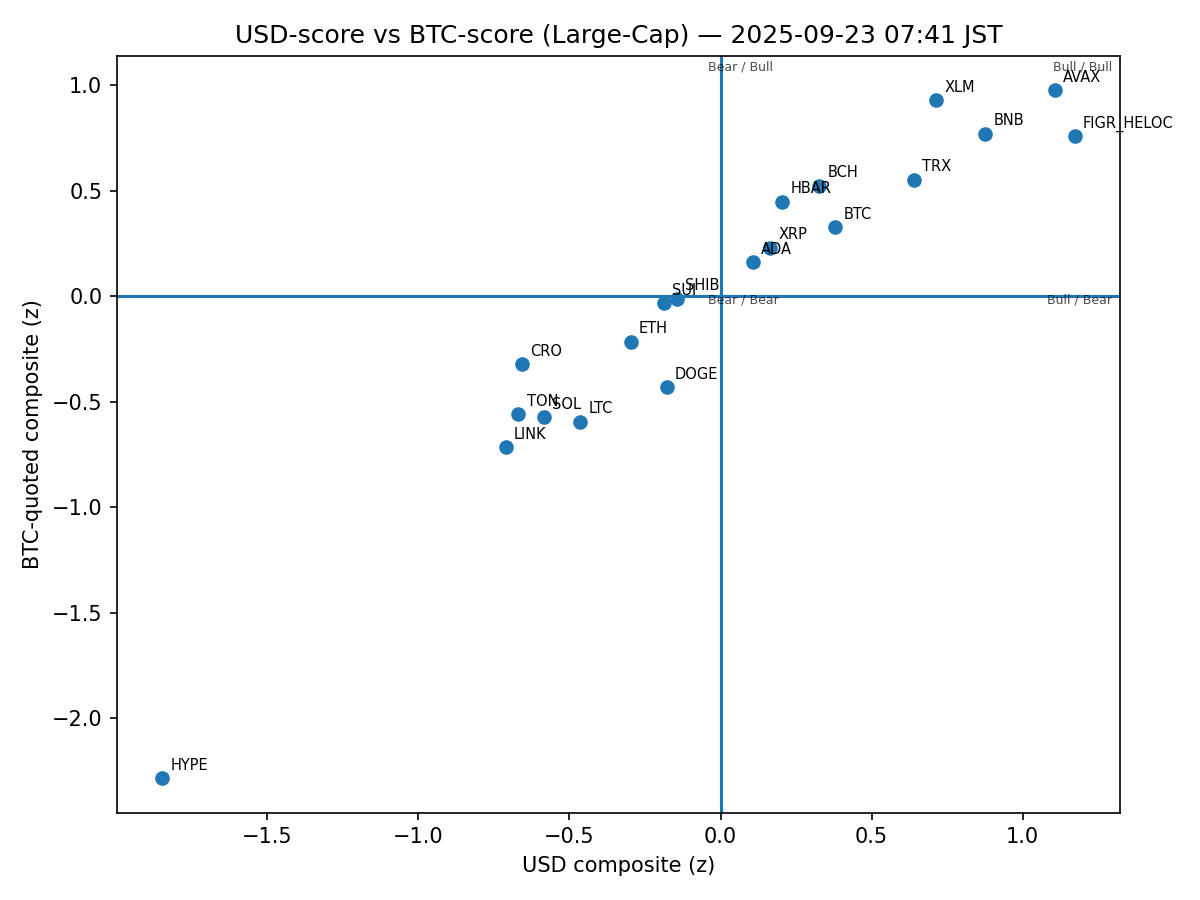 USD-score vs BTC-score (Large-Cap) — 2025-09-23 07:41 JST
Bear / Bull
Bull / Bull
AVAX
XLM
BNB
FIGR_HELOC
TRX
BCH
HBAR
BTC
XRP
ADA
SHIB
SUI
Bear / Bear
Bull / Bear
ETH
CRO
DOGE
TON
SOL
LTC
LINK
HYPE
1.0
0.5
0.0
−0.5
−1.0
−1.5
−2.0
BTC-quoted composite (z)
−1.5
−1.0
−0.5
0.0
0.5
1.0
USD composite (z)